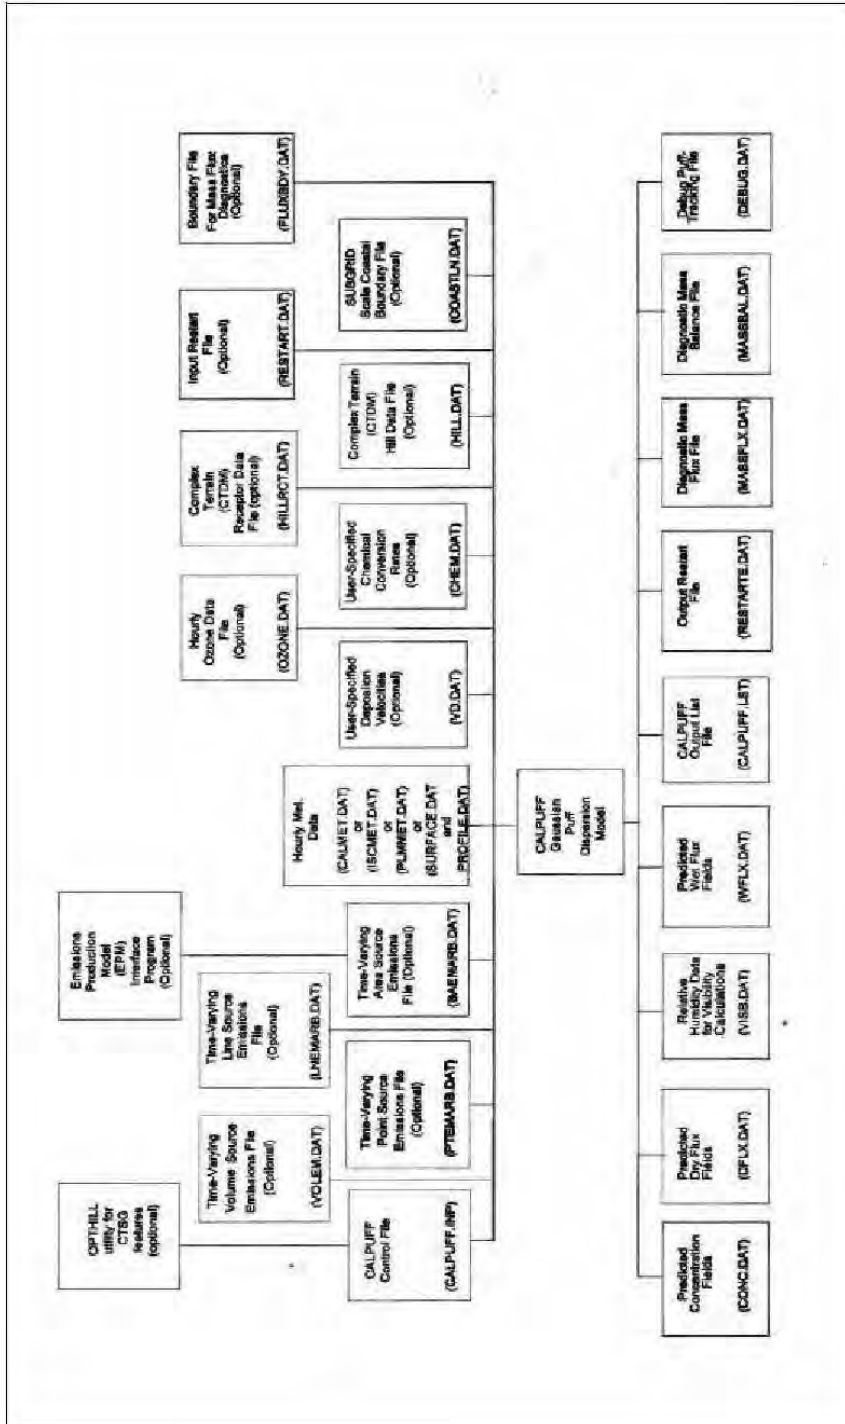 OPTHILL
utility for
CTSG
features
(optional)
Emissions
Production
Model
(EPM)
Interface
Program
(Optional)
Time-Varying
Volume Source
Emissions File
(Optional)
(VOLEM.DAT)
Time-Varying
Line Source
Emissions
File
(Optional)
(LNEMARB.DAT)
Hourly
Ozone Data
File
(Optional)
(OZONE.DAT)
Complex
Terrain
(CTDM)
Receptor Data
File (optional)
(HILLRCT.DAT)
Input Restart
File
(Optional)
(RESTART.DAT)
Boundary File
For Mass Flux
Diagnostics
(Optional)
(FLUXBDY.DAT)
CALPUFF
Control File
(CALPUFF.INP)
Time-Varying
Point Source
Emissions File
(Optional)
(PTEMARB.DAT)
Time-Varying
Area Source
Emissions
File (Optional)
(BAEMARB.DAT)
Hourly Met.
Data
(CALMET.DAT)
or
(ISCMET.DAT)
or
(PLMMET.DAT)
or
(SURFACE.DAT
and
PROFILE.DAT)
User-Specified
Deposition
Velocities
(Optional)
(VD.DAT)
User-Specified
Chemical
Conversion
Rates
(Optional)
(CHEM.DAT)
Complex Terrain
(CTDM)
Hill Data File
(Optional)
(HILL.DAT)
SUBGRID
Scale Coastal
Boundary File
(Optional)
(COASTLN.DAT)
CALPUFF
Gaussian
Puff
Dispersion
Model
Predicted
Concentration
Fields
(CONC.DAT)
Predicted
Dry Flux
Fields
(DFLX.DAT)
Relative
Humidity Data
for Visibility
Calculations
(VISB.DAT)
Predicted
Wet Flux
Fields
(WFLX.DAT)
CALPUFF
Output List
File
(CALPUFF.LST)
Output Restart
File
(RESTARTE.DAT)
Diagnostic Mass
Flux File
(MASSFLX.DAT)
Diagnostic Mass
Balance File
(MASSBAL.DAT)
Debug Puff-
Tracking File
(DEBUG.DAT)